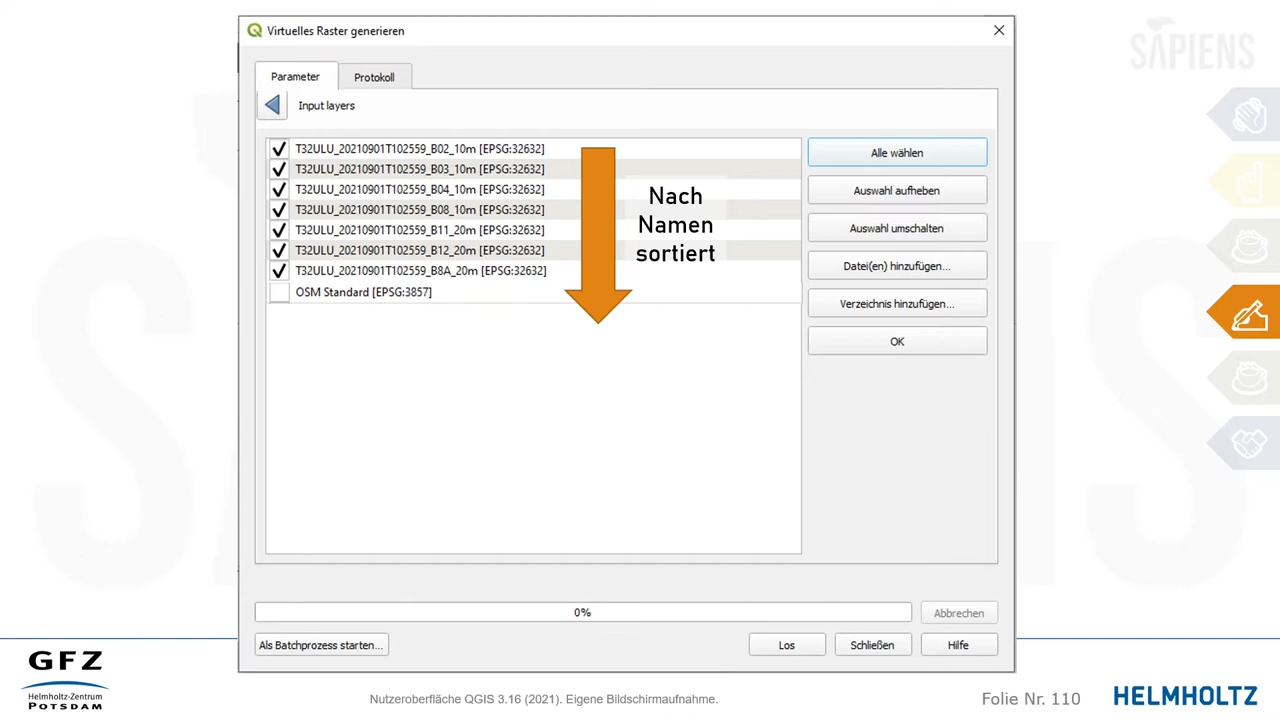 Virtuelles Raster generieren
SAPIENS
Parameter
Protokoll
Input layers
T32ULU_20210901T102559_B02_10m [EPSG:32632]
T32ULU_20210901T102559_B03_10m [EPSG:32632]
T32ULU_20210901T102559_B04_10m [EPSG:32632]
T32ULU_20210901T102559_B08_10m [EPSG:32632]
T32ULU_20210901T102559_B11_20m [EPSG:32632]
T32ULU_20210901T102559_B12_20m [EPSG:32632]
T32ULU_20210901T102559_B8A_20m [EPSG:32632]
OSM Standard [EPSG:3857]
Nach
Namen
sortiert
Alle wählen
Auswahl aufheben
Auswahl umschalten
Datei(en) hinzufügen...
Verzeichnis hinzufügen...
OK
0%
Abbrechen
Als Batchprozess starten...
Los
Schließen
Hilfe
GFZ
Helmholtz-Zentrum
POTSDAM
Nutzeroberfläche QGIS 3.16 (2021). Eigene Bildschirmaufnahme.
Folie Nr. 110
HELMHOLTZ